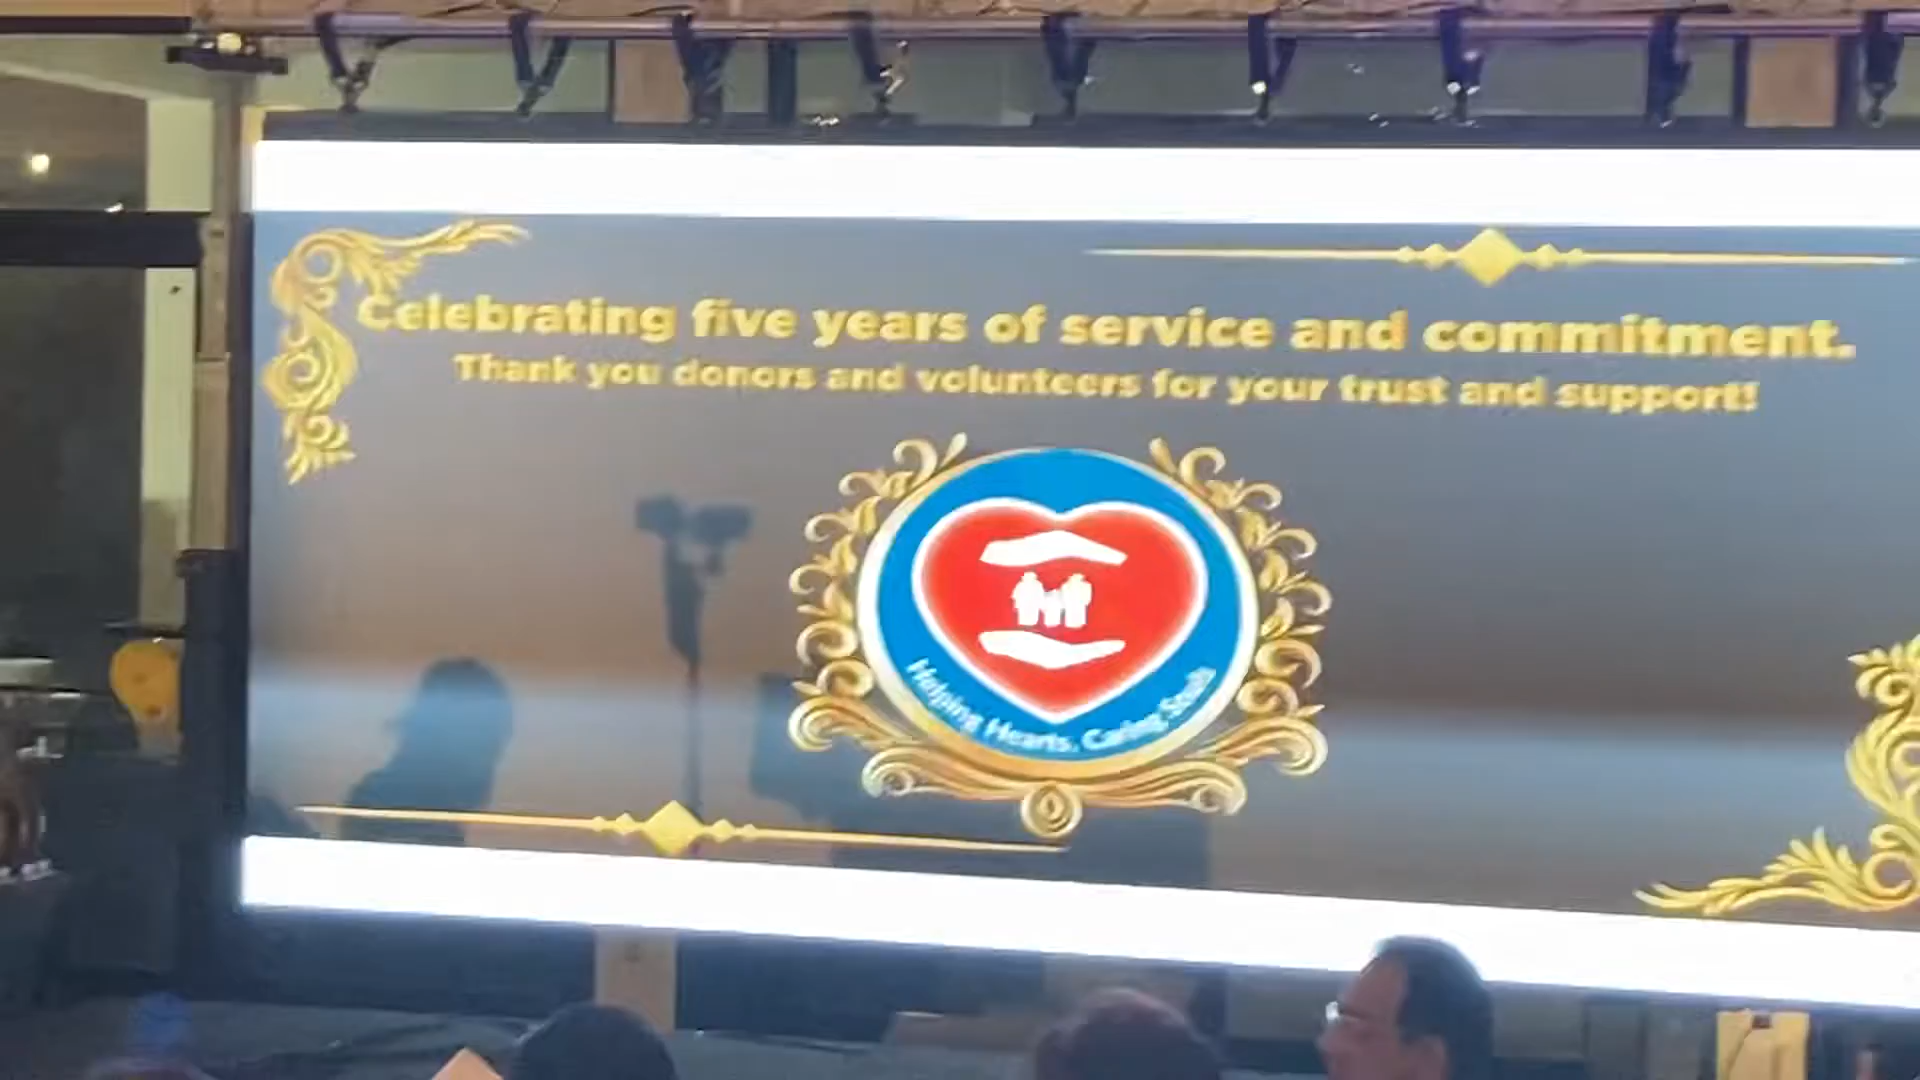 Celebrating five years of service and commitment.
Thank you donors and volunteers for your trust and support!
Helping Hearts, Caring Souls